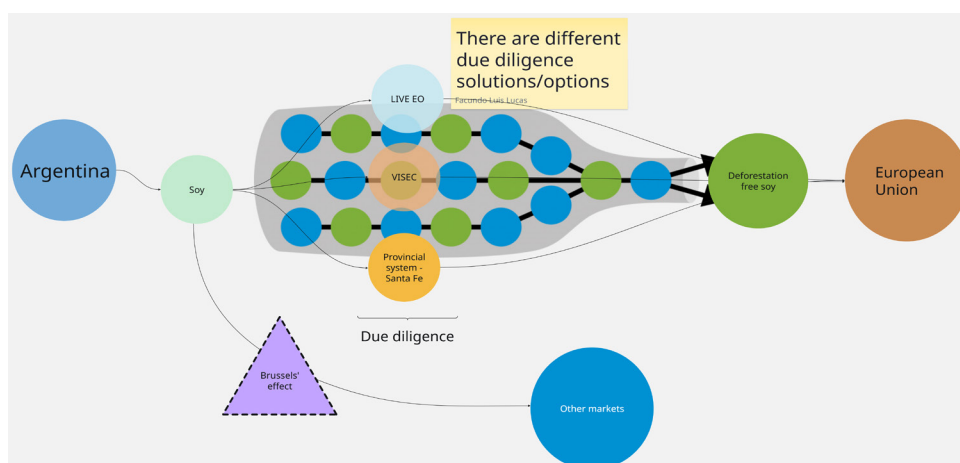 There are different
due diligence
solutions/options
Facundo Luis Lucas
LIVE EO
Argentina
Soy
VISEC
Deforestation
free soy
European
Union
Provincial
system -
Santa Fe
Due diligence
Brussels'
effect
Other markets